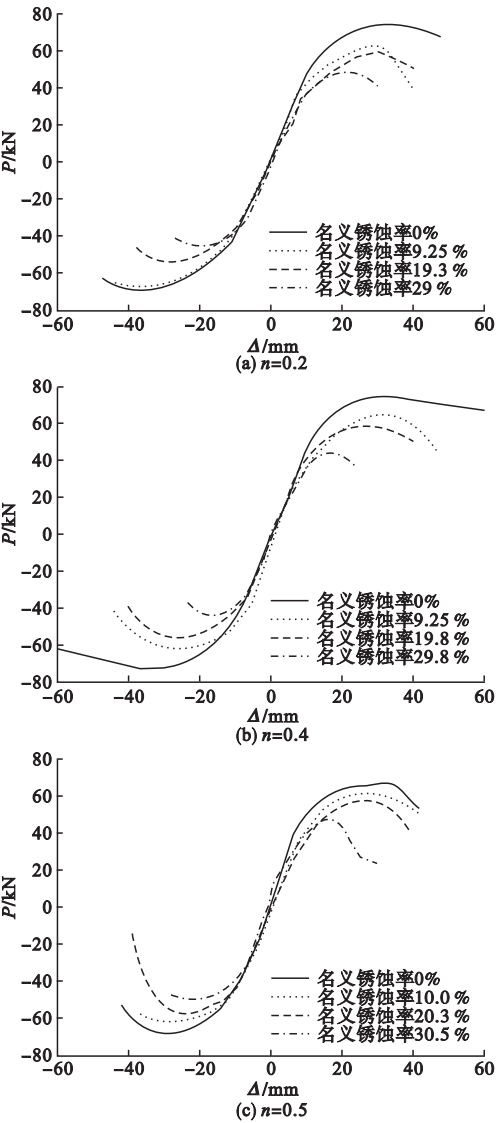 80
60
40
20
0
−20
−40
−60
−80
P/kN
名义锈蚀率0%
名义锈蚀率9.25 %
名义锈蚀率19.3 %
名义锈蚀率29 %
−60 −40 −20 0 20 40 60
Δ/mm
(a) n=0.2
80
60
40
20
0
−20
−40
−60
−80
P/kN
名义锈蚀率0%
名义锈蚀率9.25 %
名义锈蚀率19.8 %
名义锈蚀率29.8 %
−60 −40 −20 0 20 40 60
Δ/mm
(b) n=0.4
80
60
40
20
0
−20
−40
−60
−80
P/kN
名义锈蚀率0%
名义锈蚀率10.0 %
名义锈蚀率20.3 %
名义锈蚀率30.5 %
−60 −40 −20 0 20 40 60
Δ/mm
(c) n=0.5